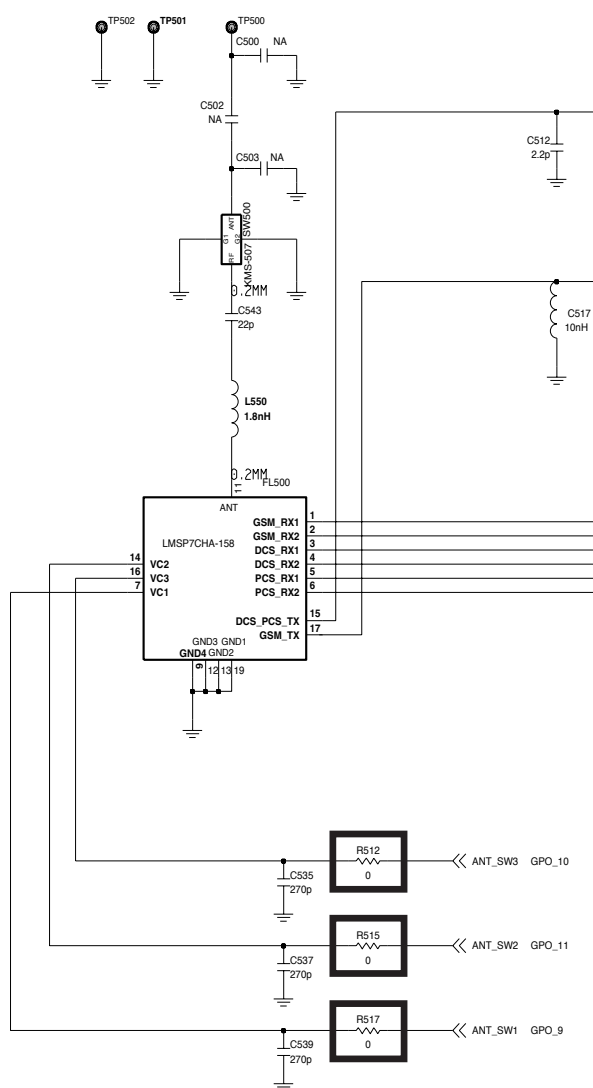 TP502 TP501 TP500
C500 NA
C502
NA
C512
2.2p
C503 NA
ANT
G1 G2
RF
SW500
KMS-507
0.2MM
C543
22p
C517
10nH
L550
1.8nH
0.2MM
11 FL500
ANT
LMSP7CHA-158
GSM_RX1 1
GSM_RX2 2
DCS_RX1 3
DCS_RX2 4
PCS_RX1 5
PCS_RX2 6
14 VC2
16 VC3
7 VC1
DCS_PCS_TX 15
GSM_TX 17
GND3 GND1
GND4 GND2
9 12 13 19
R512
0
ANT_SW3 GPO_10
C535
270p
R515
0
ANT_SW2 GPO_11
C537
270p
R517
0
ANT_SW1 GPO_9
C539
270p